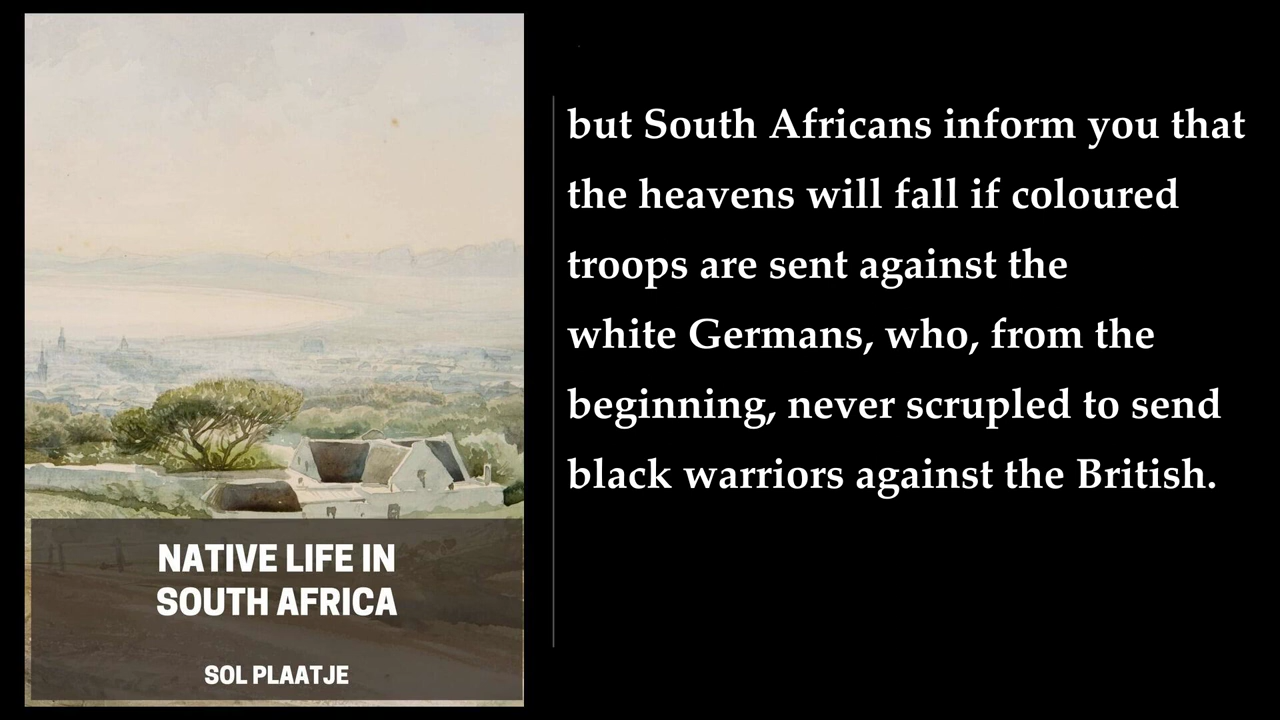 NATIVE LIFE IN
SOUTH AFRICA
SOL PLAATJE
but South Africans inform you that
the heavens will fall if coloured
troops are sent against the
white Germans, who, from the
beginning, never scrupled to send
black warriors against the British.